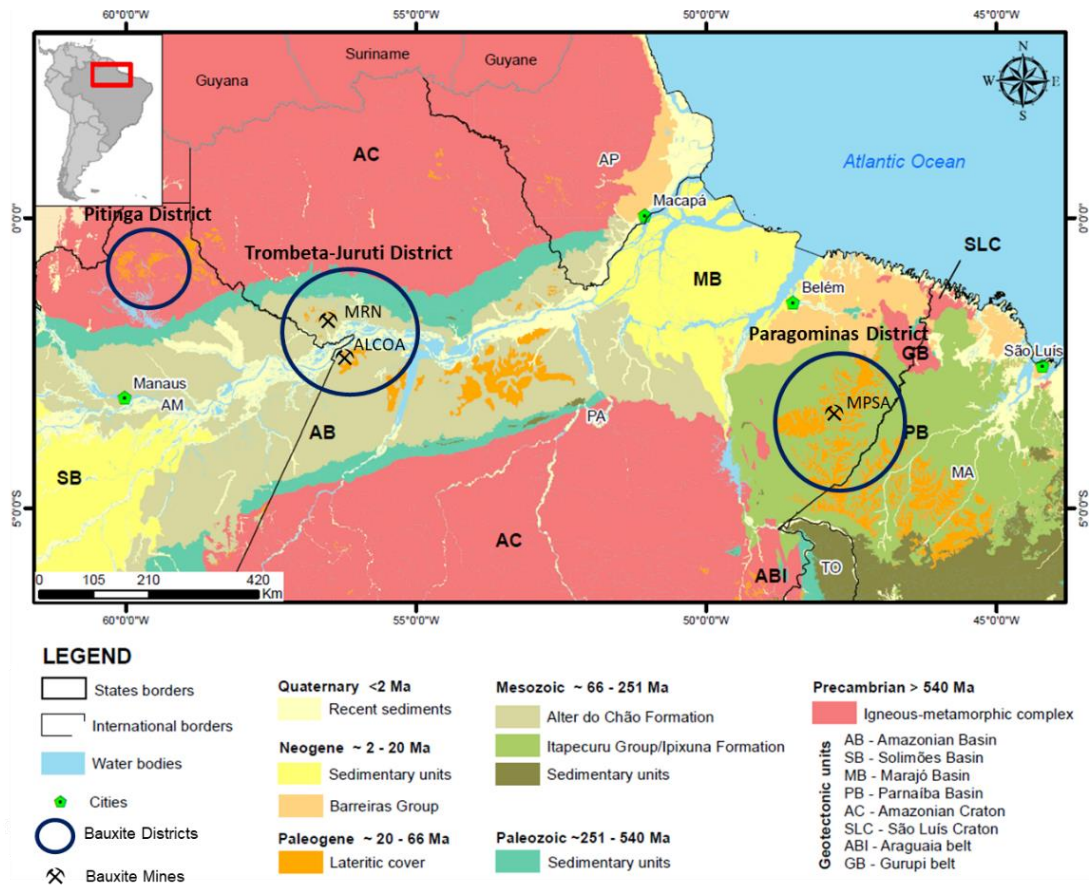 60°0'0"W
55°0'0"W
50°0'0"W
45°0'0"W
Suriname
Guyane
Guyana
N
W
E
S
AC
AP
Atlantic Ocean
Macapá
0°0'0"
0°0'0"
Pitinga District
Trombeta-Juruti District
SLC
MB
Belém
MRN
Paragominas District
ALCOA
GB
São Luís
Manaus
AM
MPSA
PA
AB
PB
SB
MA
5°0'0"S
5°0'0"S
AC
TO
ABI
0 105 210 420
Km
60°0'0"W
55°0'0"W
50°0'0"W
45°0'0"W
LEGEND
States borders
International borders
Water bodies
Cities
Bauxite Districts
Bauxite Mines
Quaternary <2 Ma
Recent sediments
Neogene ~ 2 - 20 Ma
Sedimentary units
Barreiras Group
Paleogene ~ 20 - 66 Ma
Lateritic cover
Mesozoic ~ 66 - 251 Ma
Alter do Chão Formation
Itapecuru Group/Ipixuna Formation
Sedimentary units
Paleozoic ~251 - 540 Ma
Sedimentary units
Precambrian > 540 Ma
Igneous-metamorphic complex
Geotectonic units
AB - Amazonian Basin
SB - Solimões Basin
MB - Marajó Basin
PB - Parnaíba Basin
AC - Amazonian Craton
SLC - São Luís Craton
ABI - Araguaia belt
GB - Gurupi belt